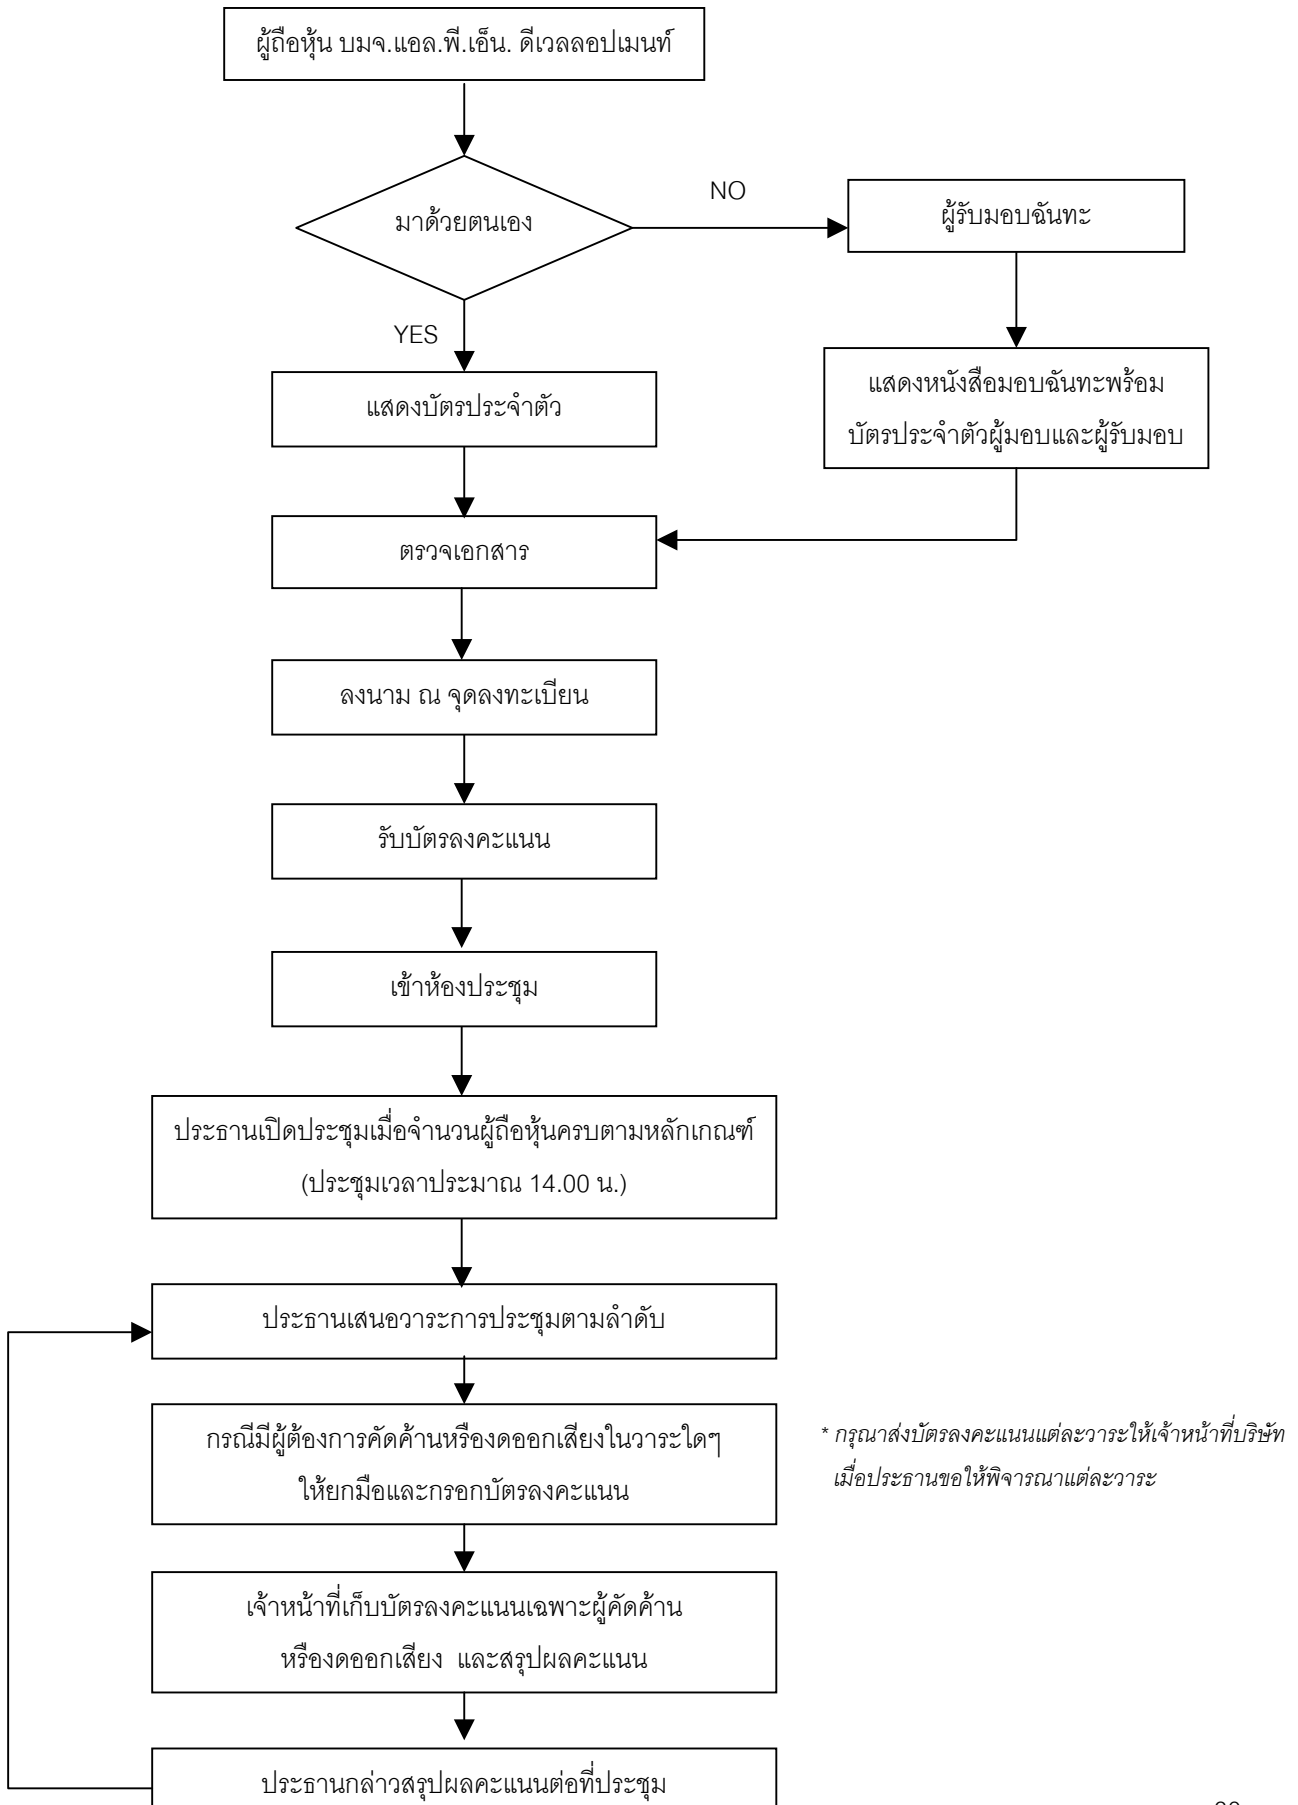 ผู้ถือหุ้น บมจ.แอล.พี.เอ็น. ดีเวลลอปเมนท์
มาด้วยตนเอง
NO
ผู้รับมอบฉันทะ
YES
แสดงบัตรประจำตัว
แสดงหนังสือมอบฉันทะพร้อม
บัตรประจำตัวผู้มอบและผู้รับมอบ
ตรวจเอกสาร
ลงนาม ณ จุดลงทะเบียน
รับบัตรลงคะแนน
เข้าห้องประชุม
ประธานเปิดประชุมเมื่อจำนวนผู้ถือหุ้นครบตามหลักเกณฑ์
(ประชุมเวลาประมาณ 14.00 น.)
ประธานเสนอวาระการประชุมตามลำดับ
กรณีมีผู้ต้องการคัดค้านหรืองดออกเสียงในวาระใดๆ
ให้ยกมือและกรอกบัตรลงคะแนน
* กรุณาส่งบัตรลงคะแนนแต่ละวาระให้เจ้าหน้าที่บริษัท
เมื่อประธานขอให้พิจารณาแต่ละวาระ
เจ้าหน้าที่เก็บบัตรลงคะแนนเฉพาะผู้คัดค้าน
หรืองดออกเสียง และสรุปผลคะแนน
ประธานกล่าวสรุปผลคะแนนต่อที่ประชุม